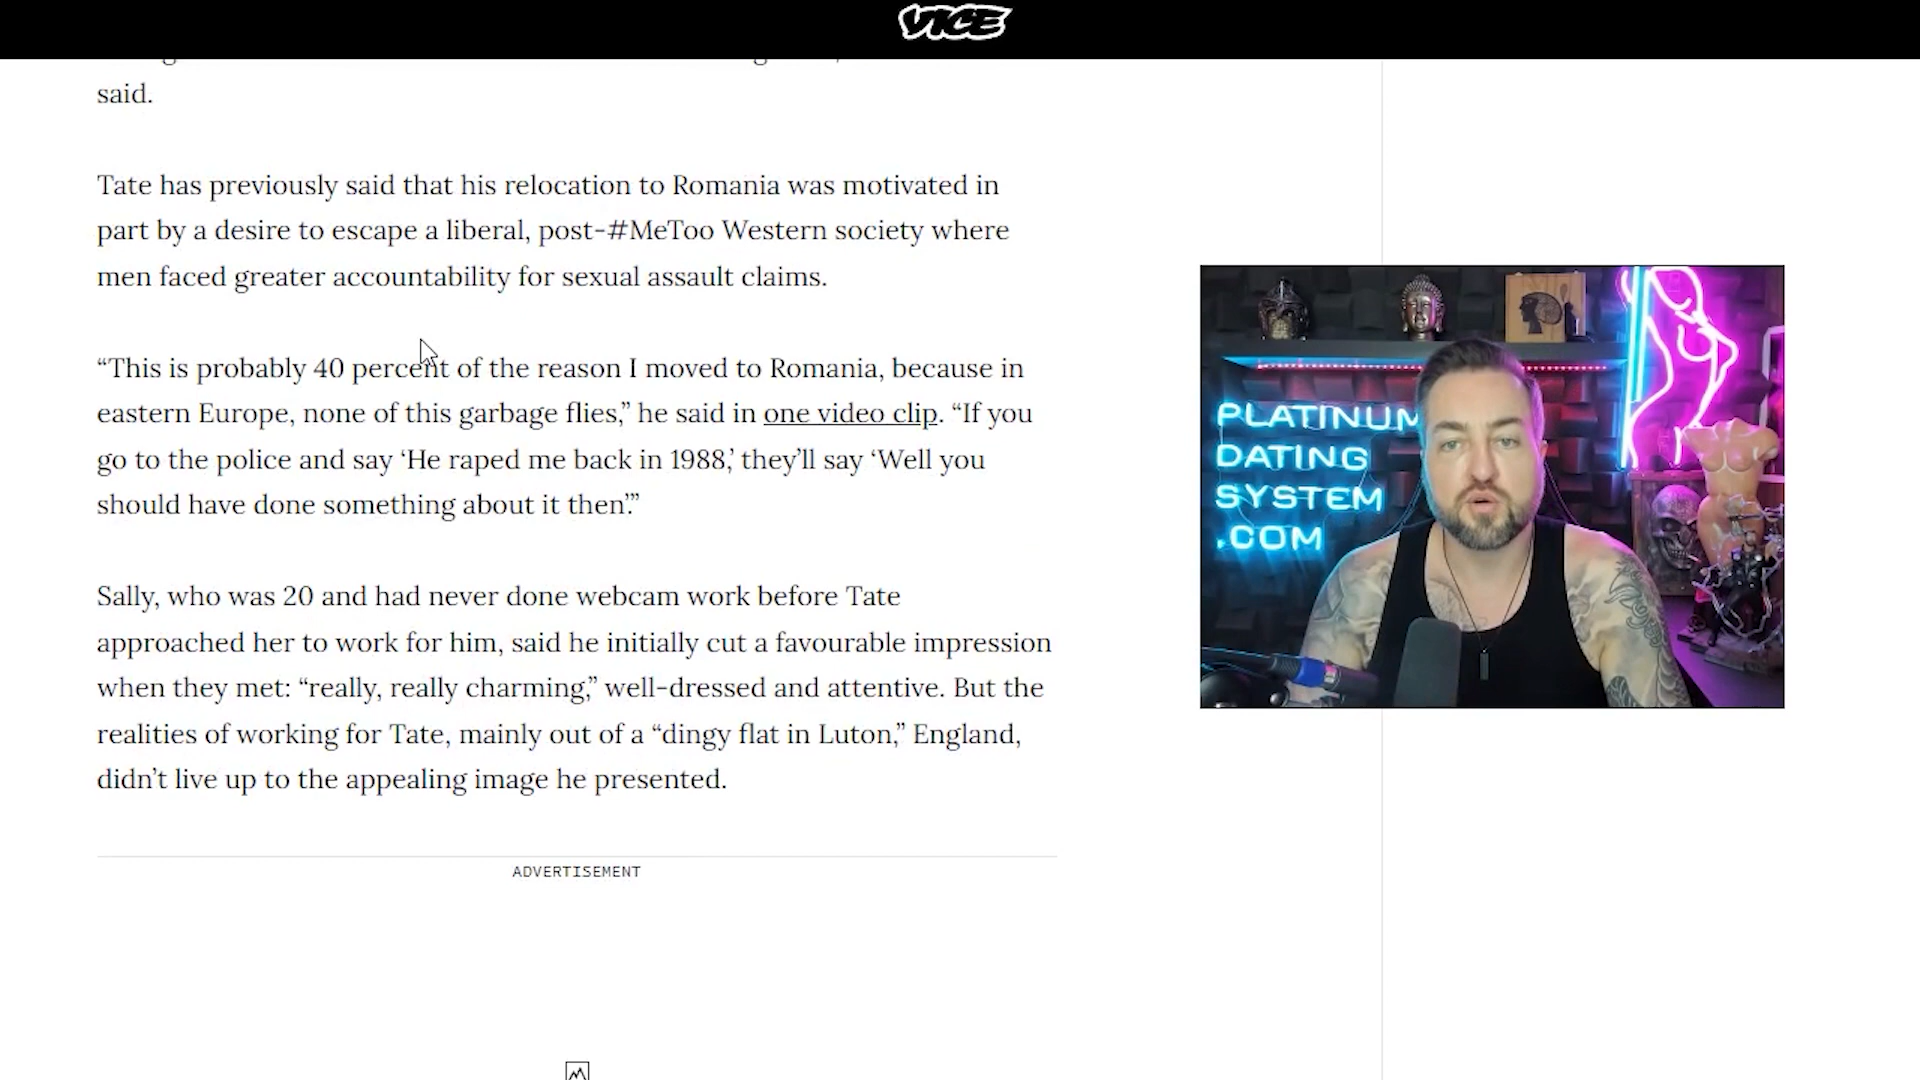 VICE
said.
Tate has previously said that his relocation to Romania was motivated in
part by a desire to escape a liberal, post-#MeToo Western society where
men faced greater accountability for sexual assault claims.
“This is probably 40 percent of the reason I moved to Romania, because in
eastern Europe, none of this garbage flies,” he said in one video clip. “If you
go to the police and say ‘He raped me back in 1988,’ they’ll say ‘Well you
should have done something about it then’.”
Sally, who was 20 and had never done webcam work before Tate
approached her to work for him, said he initially cut a favourable impression
when they met: “really, really charming,” well-dressed and attentive. But the
realities of working for Tate, mainly out of a “dingy flat in Luton,” England,
didn’t live up to the appealing image he presented.
ADVERTISEMENT
PLATINUM
DATING
SYSTEM
.COM